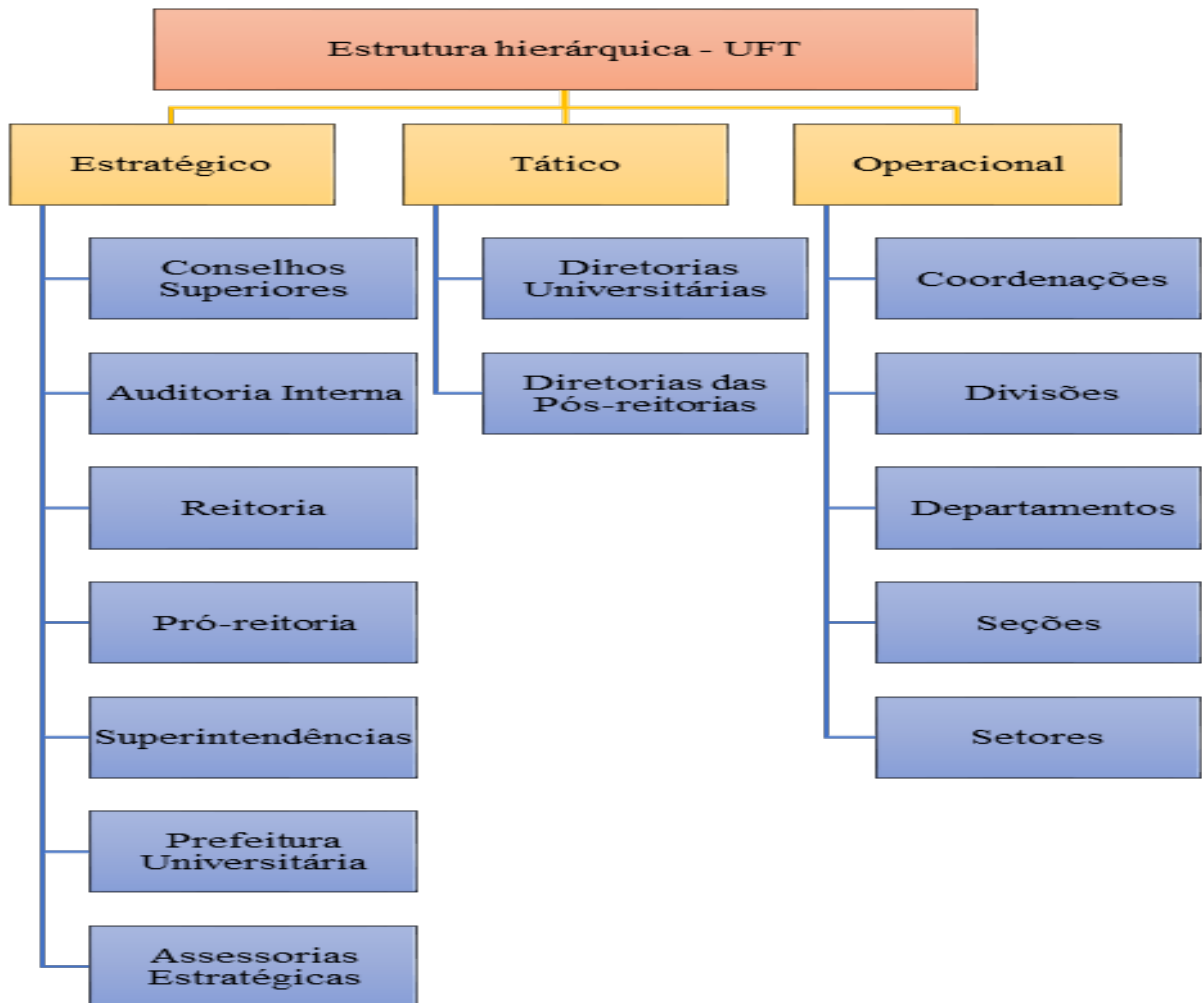 Estrutura hierárquica - UFT
Estratégico
Conselhos
Superiores
Auditoria Interna
Reitoria
Pró-reitoria
Superintendências
Prefeitura
Universitária
Assessorias
Estratégicas
Tático
Diretorias
Universitárias
Diretorias das
Pós-reitorias
Operacional
Coordenações
Divisões
Departamentos
Seções
Setores